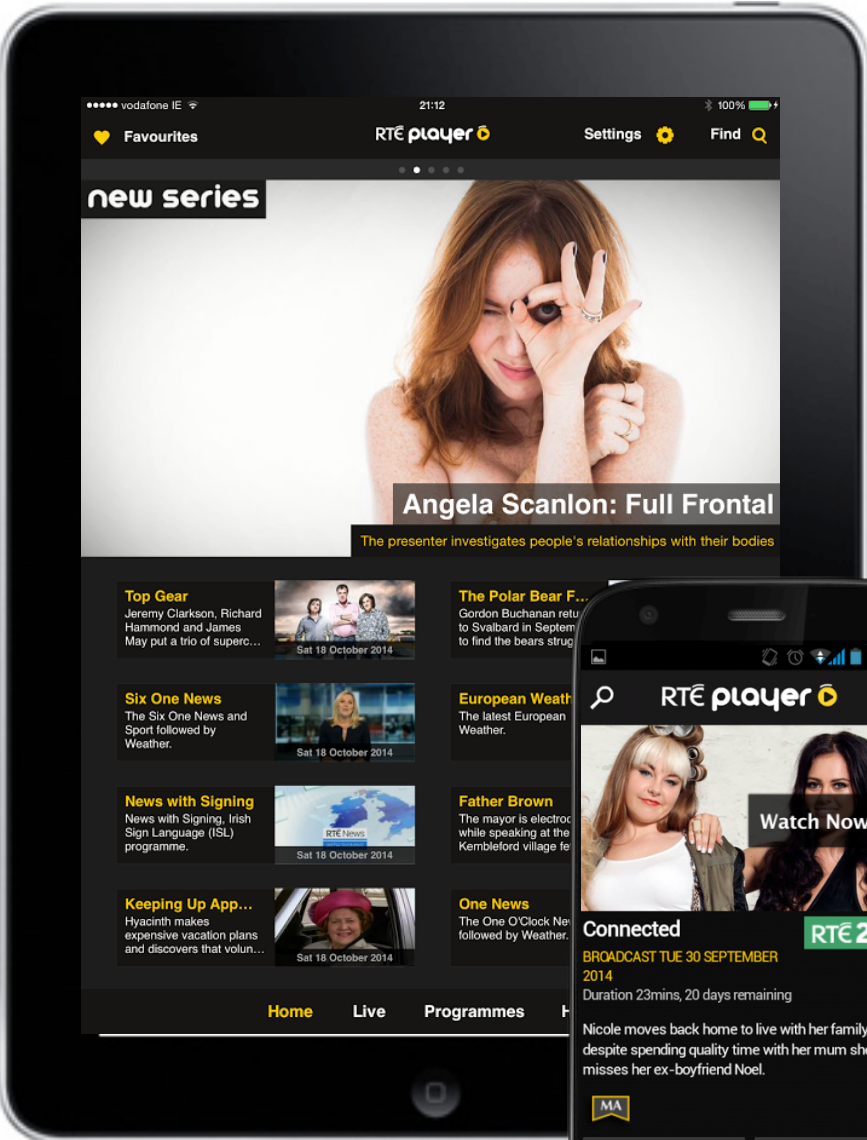 vodafone IE
21:12
100%
Favourites
RTÉ player
Settings
Find
new series
Angela Scanlon: Full Frontal
The presenter investigates people's relationships with their bodies
Top Gear
Jeremy Clarkson, Richard
Hammond and James
May put a trio of superc...
Sat 18 October 2014
The Polar Bear F...
Gordon Buchanan retu
to Svalbard in Septem
to find the bears strug
Six One News
The Six One News and
Sport followed by
Weather.
Sat 18 October 2014
European Weath
The latest European
Weather.
News with Signing
News with Signing, Irish
Sign Language (ISL)
programme.
RTÉ News
Sat 18 October 2014
Father Brown
The mayor is electroc
while speaking at the
Kembleford village fe
Keeping Up App...
Hyacinth makes
expensive vacation plans
and discovers that volun...
Sat 18 October 2014
One News
The One O'Clock Ne
followed by Weather.
Home
Live
Programmes
H
RTÉ player
Watch Now
Connected
RTÉ 2
BROADCAST TUE 30 SEPTEMBER
2014
Duration 23mins, 20 days remaining
Nicole moves back home to live with her family
despite spending quality time with her mum she
misses her ex-boyfriend Noel.
MA